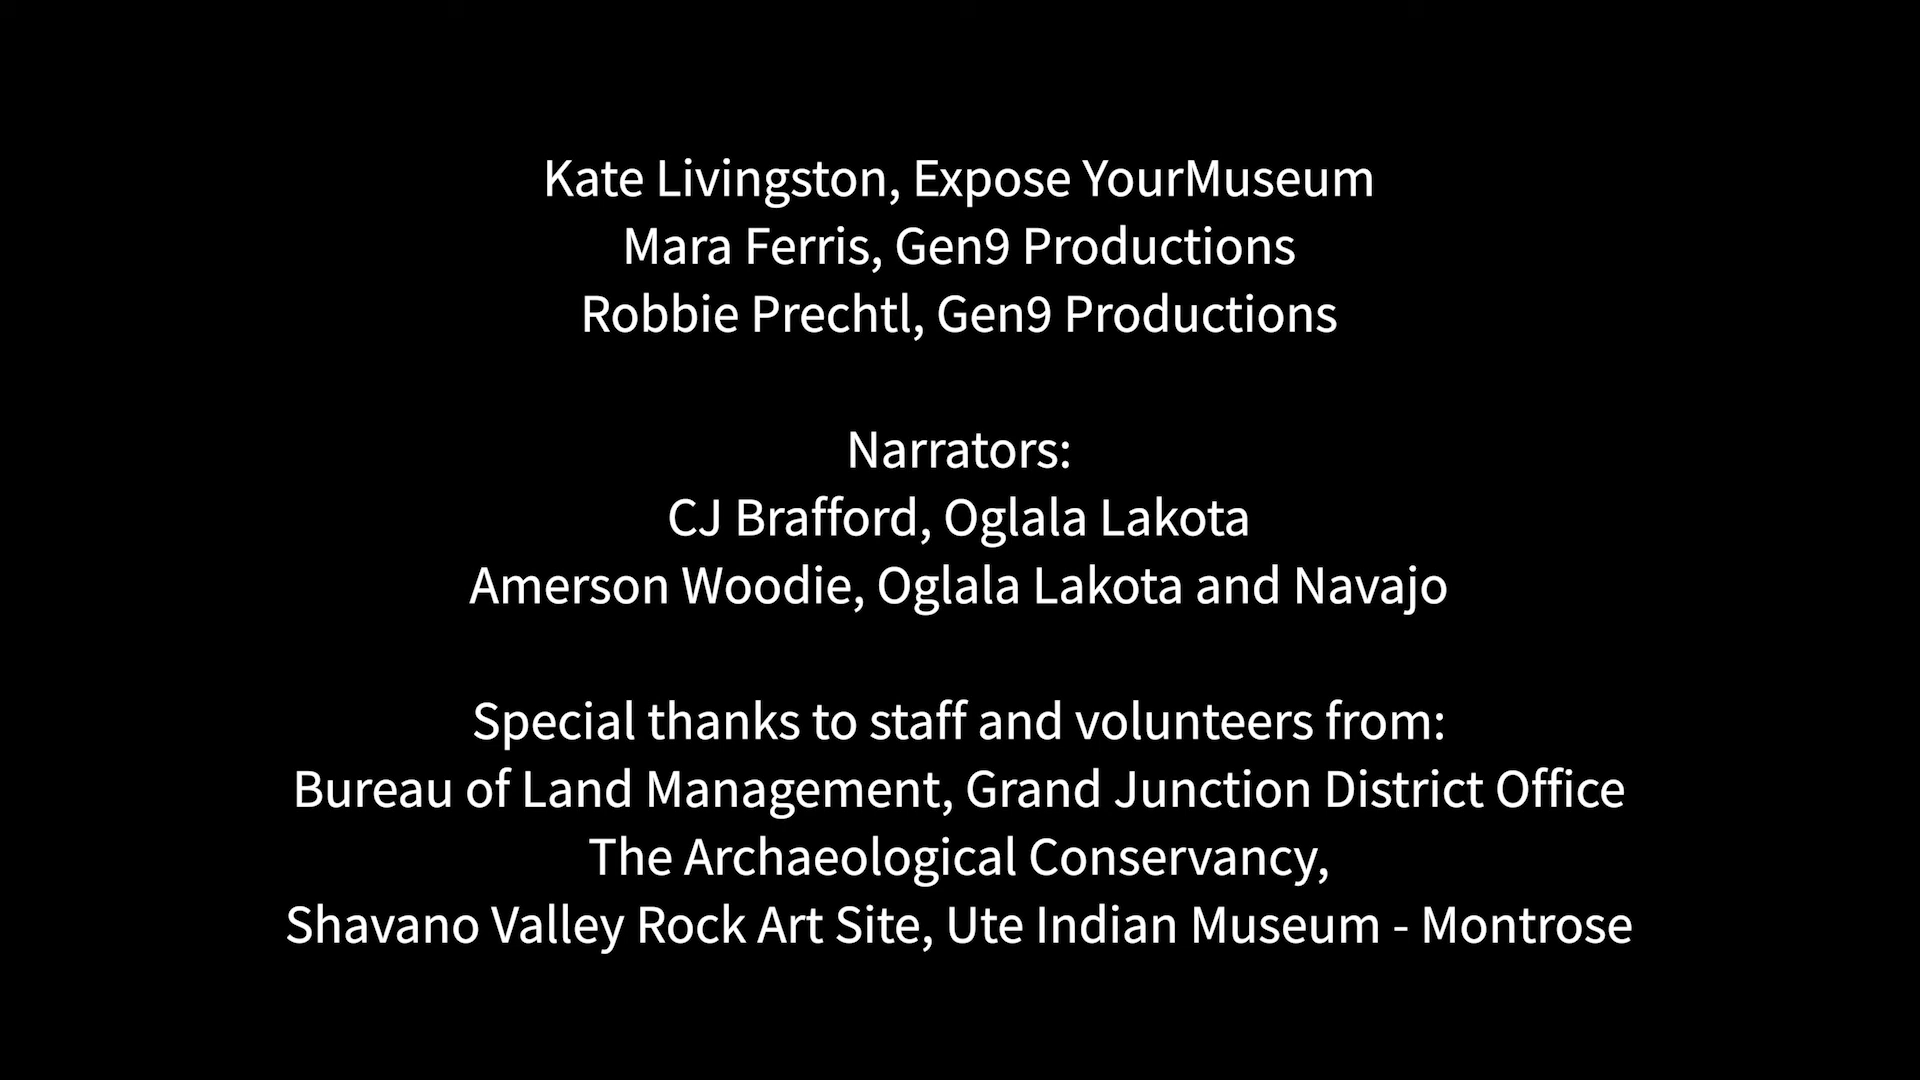 Kate Livingston, Expose YourMuseum
Mara Ferris, Gen9 Productions
Robbie Prechtl, Gen9 Productions
Narrators:
CJ Brafford, Oglala Lakota
Amerson Woodie, Oglala Lakota and Navajo
Special thanks to staff and volunteers from:
Bureau of Land Management, Grand Junction District Office
The Archaeological Conservancy,
Shavano Valley Rock Art Site, Ute Indian Museum - Montrose